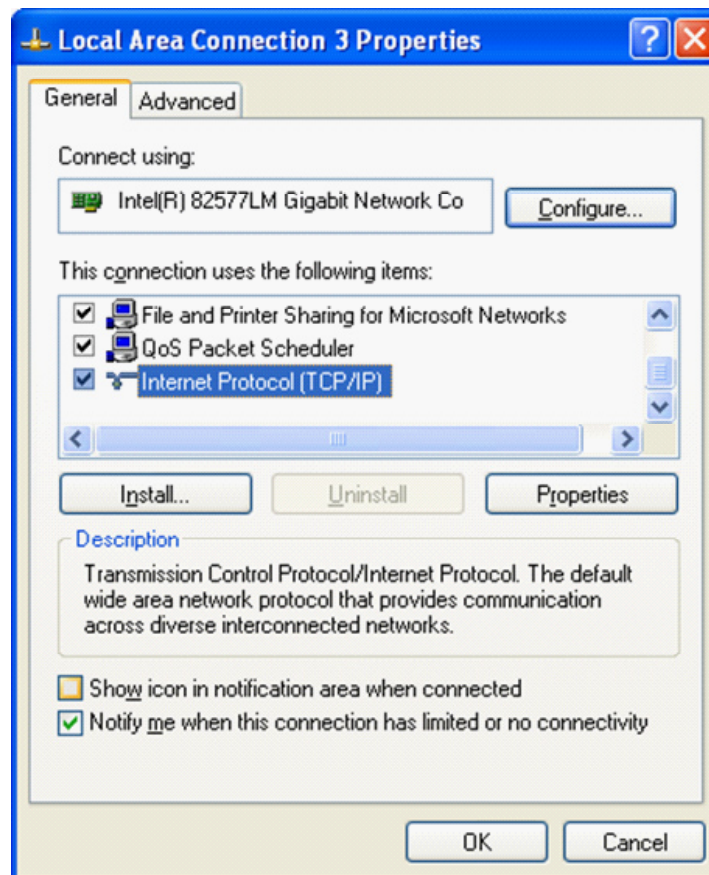 Local Area Connection 3 Properties
General
Advanced
Connect using:
Intel(R) 82577LM Gigabit Network Co
Configure...
This connection uses the following items:
File and Printer Sharing for Microsoft Networks
QoS Packet Scheduler
Internet Protocol (TCP/IP)
Install...
Uninstall
Properties
Description
Transmission Control Protocol/Internet Protocol. The default
wide area network protocol that provides communication
across diverse interconnected networks.
Show icon in notification area when connected
Notify me when this connection has limited or no connectivity
OK
Cancel